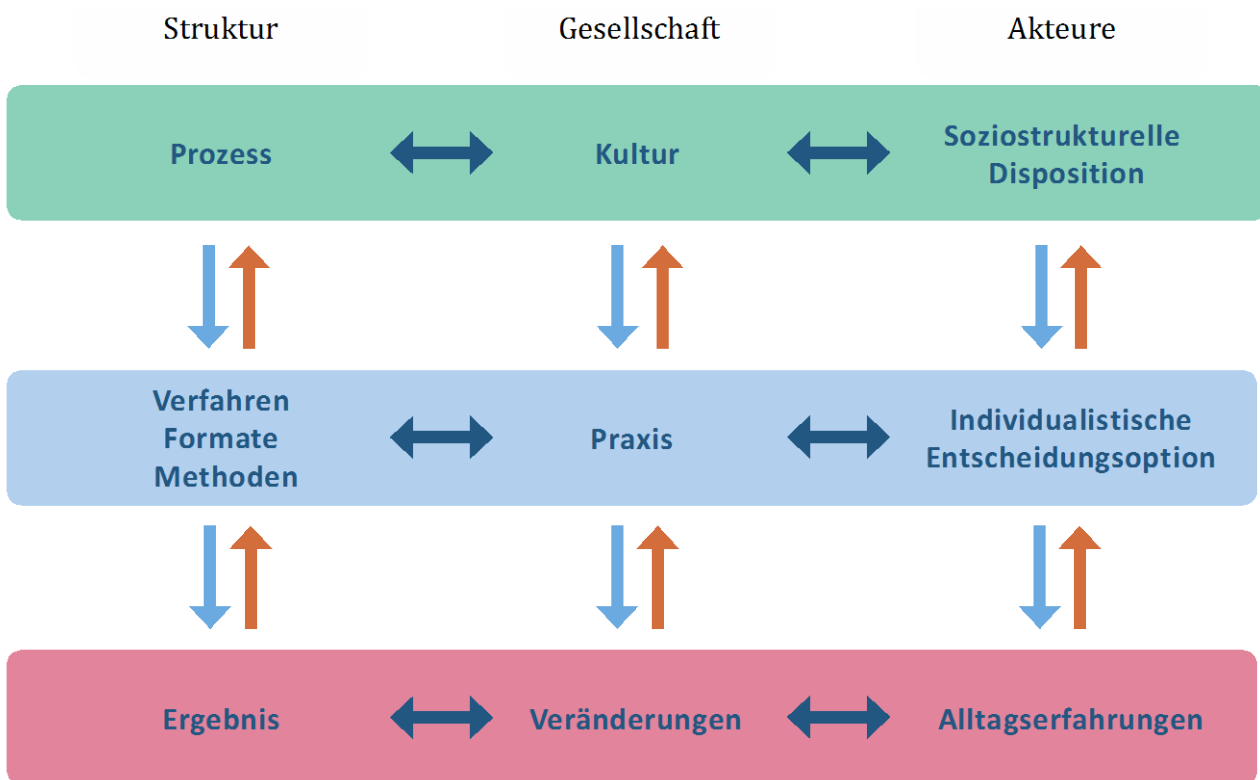 Struktur
Gesellschaft
Akteure
Prozess
Kultur
Soziostrukturelle
Disposition
Verfahren
Formate
Methoden
Praxis
Individualistische
Entscheidungsoption
Ergebnis
Veränderungen
Alltagserfahrungen